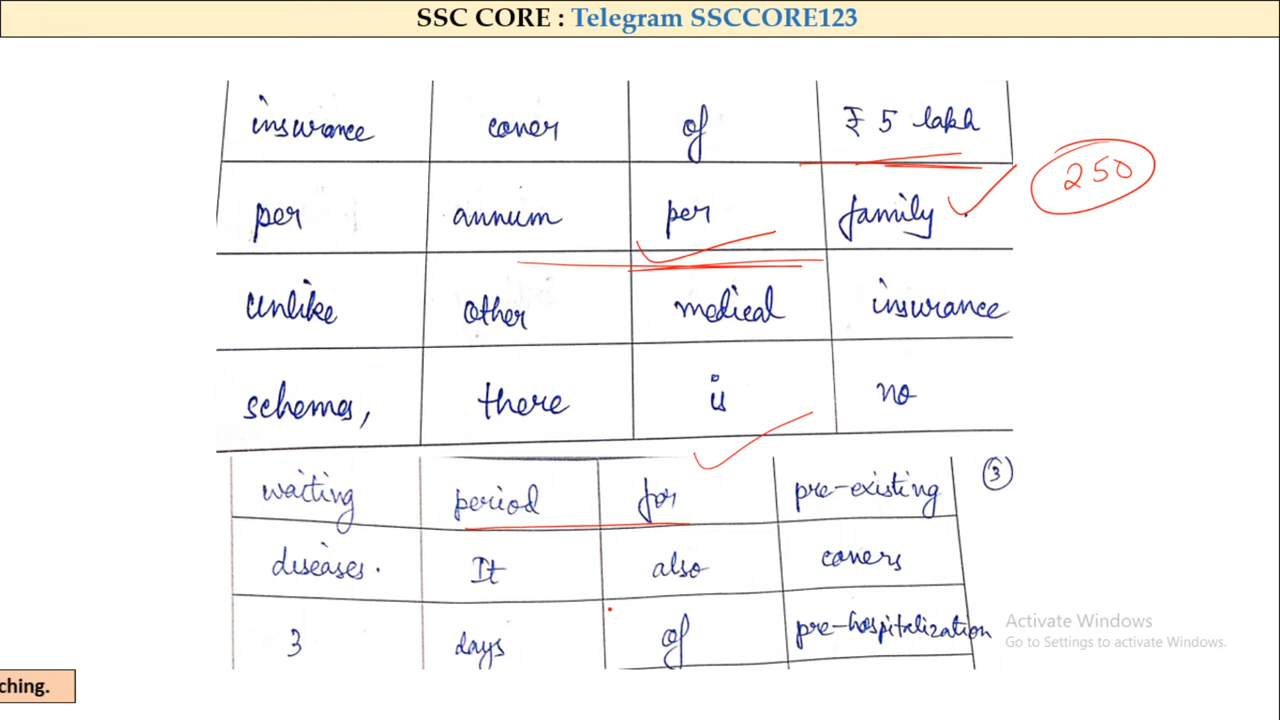 SSC CORE : Telegram SSCCORE123
insurance cover of ₹ 5 lakh
250
per annum per family
unlike other medical insurance
schemes, there is no
waiting period for pre-existing
3
diseases. It also covers
3 days of pre-hospitalization
Activate Windows
Go to Settings to activate Windows.
ching.